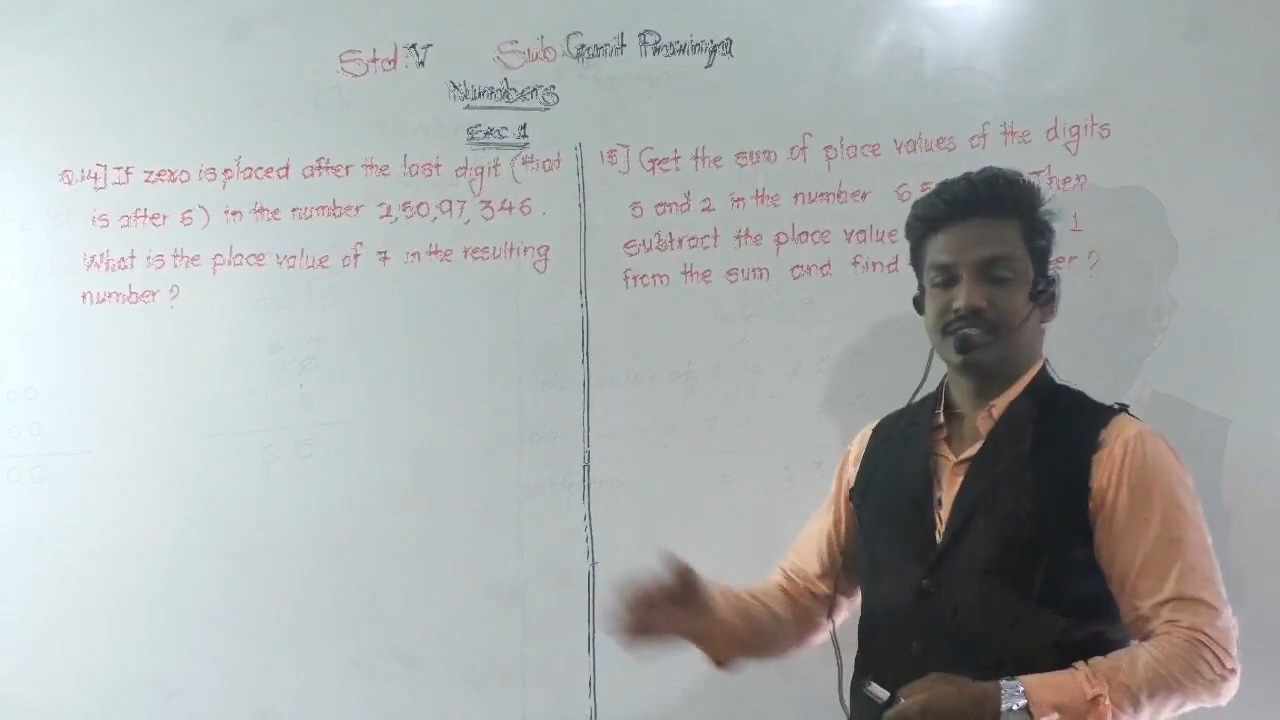 Std: V Sub: Ganit Pravinya
Numbers
Exc 1
Q.14] If zero is placed after the last digit (that
is after 6) in the number 2,50,97,346.
What is the place value of 7 in the resulting
number?
15] Get the sum of place values of the digits
5 and 2 in the number Then
subtract the place value 1
from the sum and find